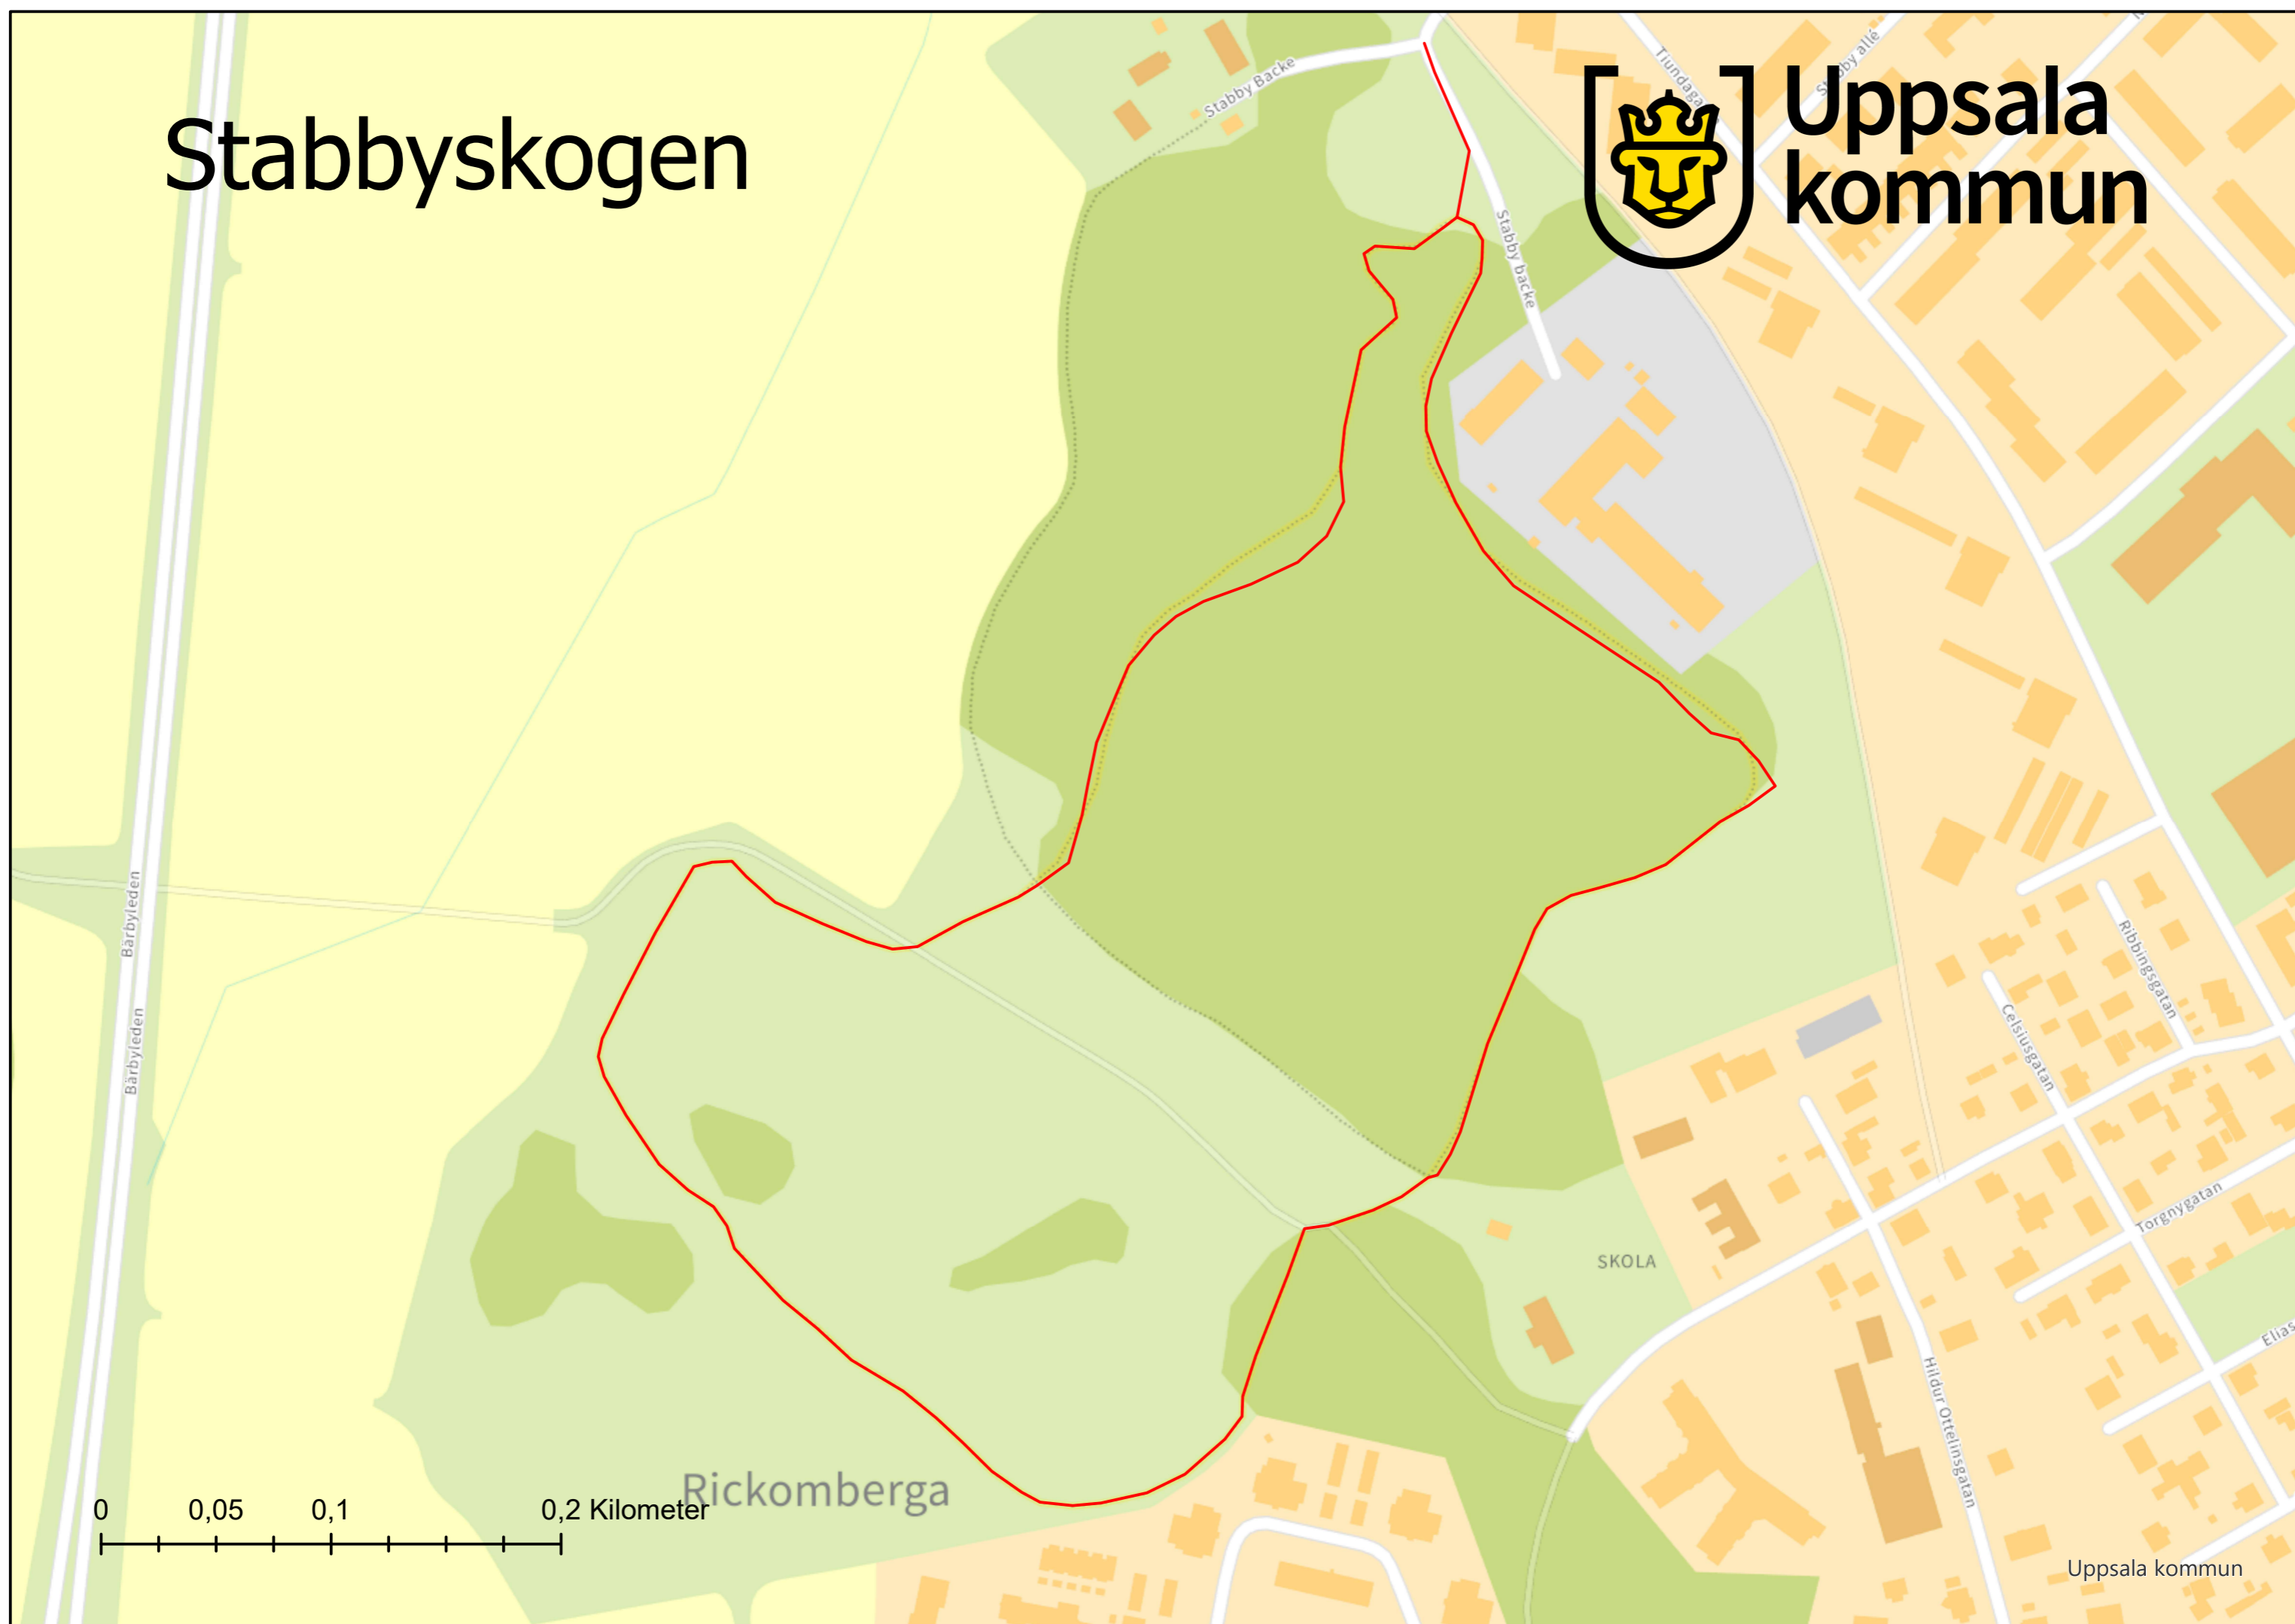 Stabbyskogen
Uppsala
kommun
Stabby Backe
Stabby allé
Stabby backe
Bärbyleden
Bärbyleden
Ribbingsgatan
Celsiusgatan
Torgnygatan
SKOLA
Hildur Ottelinsgatan
Rickomberga
0 0,05 0,1 0,2 Kilometer
Uppsala kommun